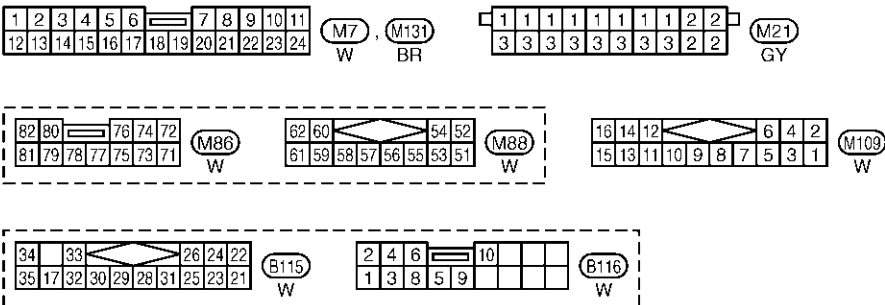 1 2 3 4 5 6 7 8 9 10 11
12 13 14 15 16 17 18 19 20 21 22 23 24
M7 W , M131 BR
1 1 1 1 1 1 1 1 2 2
3 3 3 3 3 3 3 3 2 2
M21 GY
82 80 76 74 72
81 79 78 77 75 73 71
M86 W
62 60 54 52
61 59 58 57 56 55 53 51
M88 W
16 14 12 6 4 2
15 13 11 10 9 8 7 5 3 1
M109 W
34 33 26 24 22
35 17 32 30 29 28 31 25 23 21
B115 W
2 4 6 10
1 3 8 5 9
B116 W